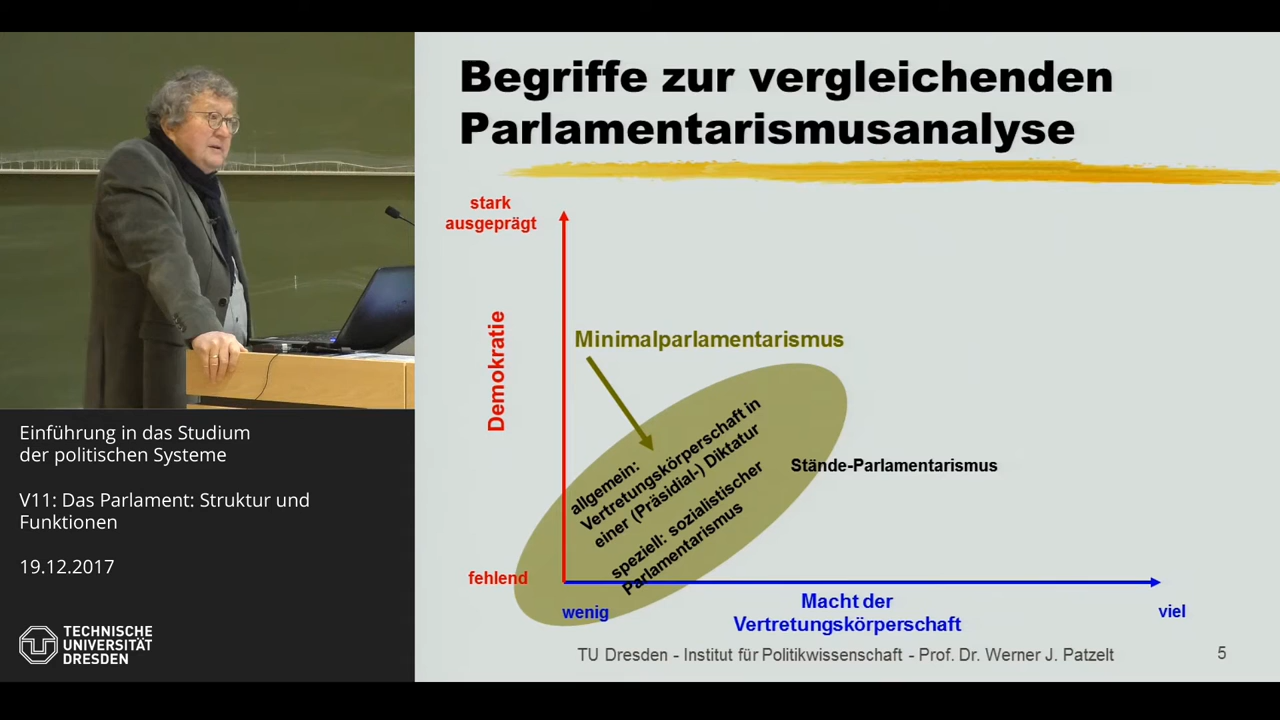 Begriffe zur vergleichenden
Parlamentarismusanalyse
stark
ausgeprägt
Demokratie
fehlend
Minimalparlamentarismus
allgemein:
Vertretungskörperschaft in
einer (Präsidial-) Diktatur
speziell: sozialistischer
Parlamentarismus
Stände-Parlamentarismus
wenig
Macht der
Vertretungskörperschaft
viel
TU Dresden - Institut für Politikwissenschaft - Prof. Dr. Werner J. Patzelt
5
Einführung in das Studium
der politischen Systeme
V11: Das Parlament: Struktur und
Funktionen
19.12.2017
TECHNISCHE
UNIVERSITÄT
DRESDEN